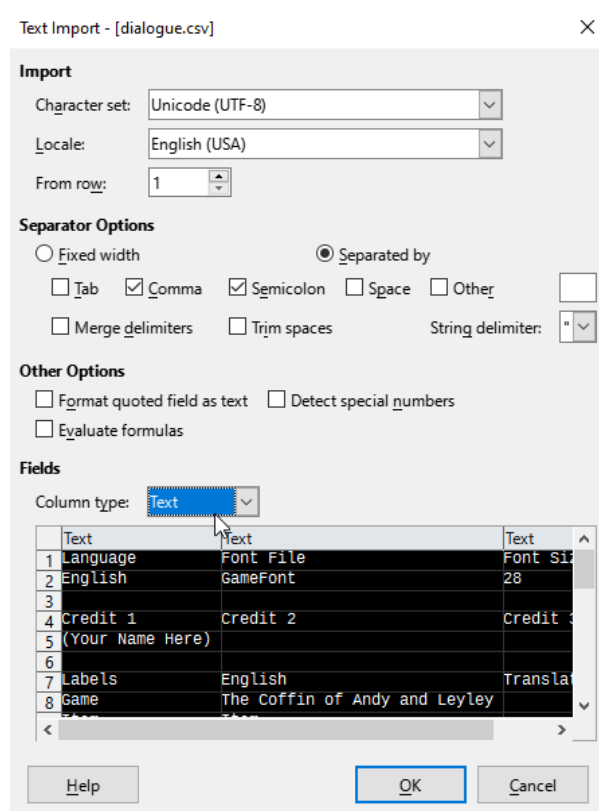 Text Import - [dialogue.csv]
Import
Character set: Unicode (UTF-8)
Locale: English (USA)
From row: 1
Separator Options
Fixed width Separated by
Tab Comma Semicolon Space Other
Merge delimiters Trim spaces String delimiter: "
Other Options
Format quoted field as text Detect special numbers
Evaluate formulas
Fields
Column type: Text
Text Text Text
1 Language Font File Font Siz
2 English GameFont 28
3
4 Credit 1 Credit 2 Credit 3
5 (Your Name Here)
6
7 Labels English Translat
8 Game The Coffin of Andy and Leyley
Help OK Cancel